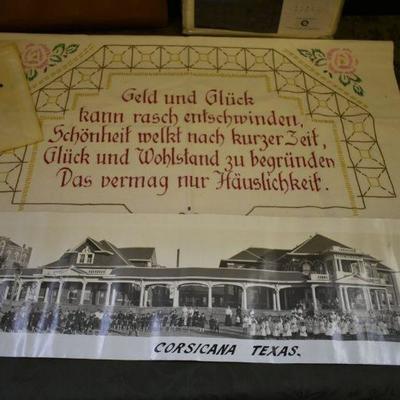 Geld und Glück
kann rasch entschwinden,
Schönheit welkt nach kurzer Zeit,
Glück und Wohlstand zu begründen
Das vermag nur Häuslichkeit.
CORSICANA TEXAS.